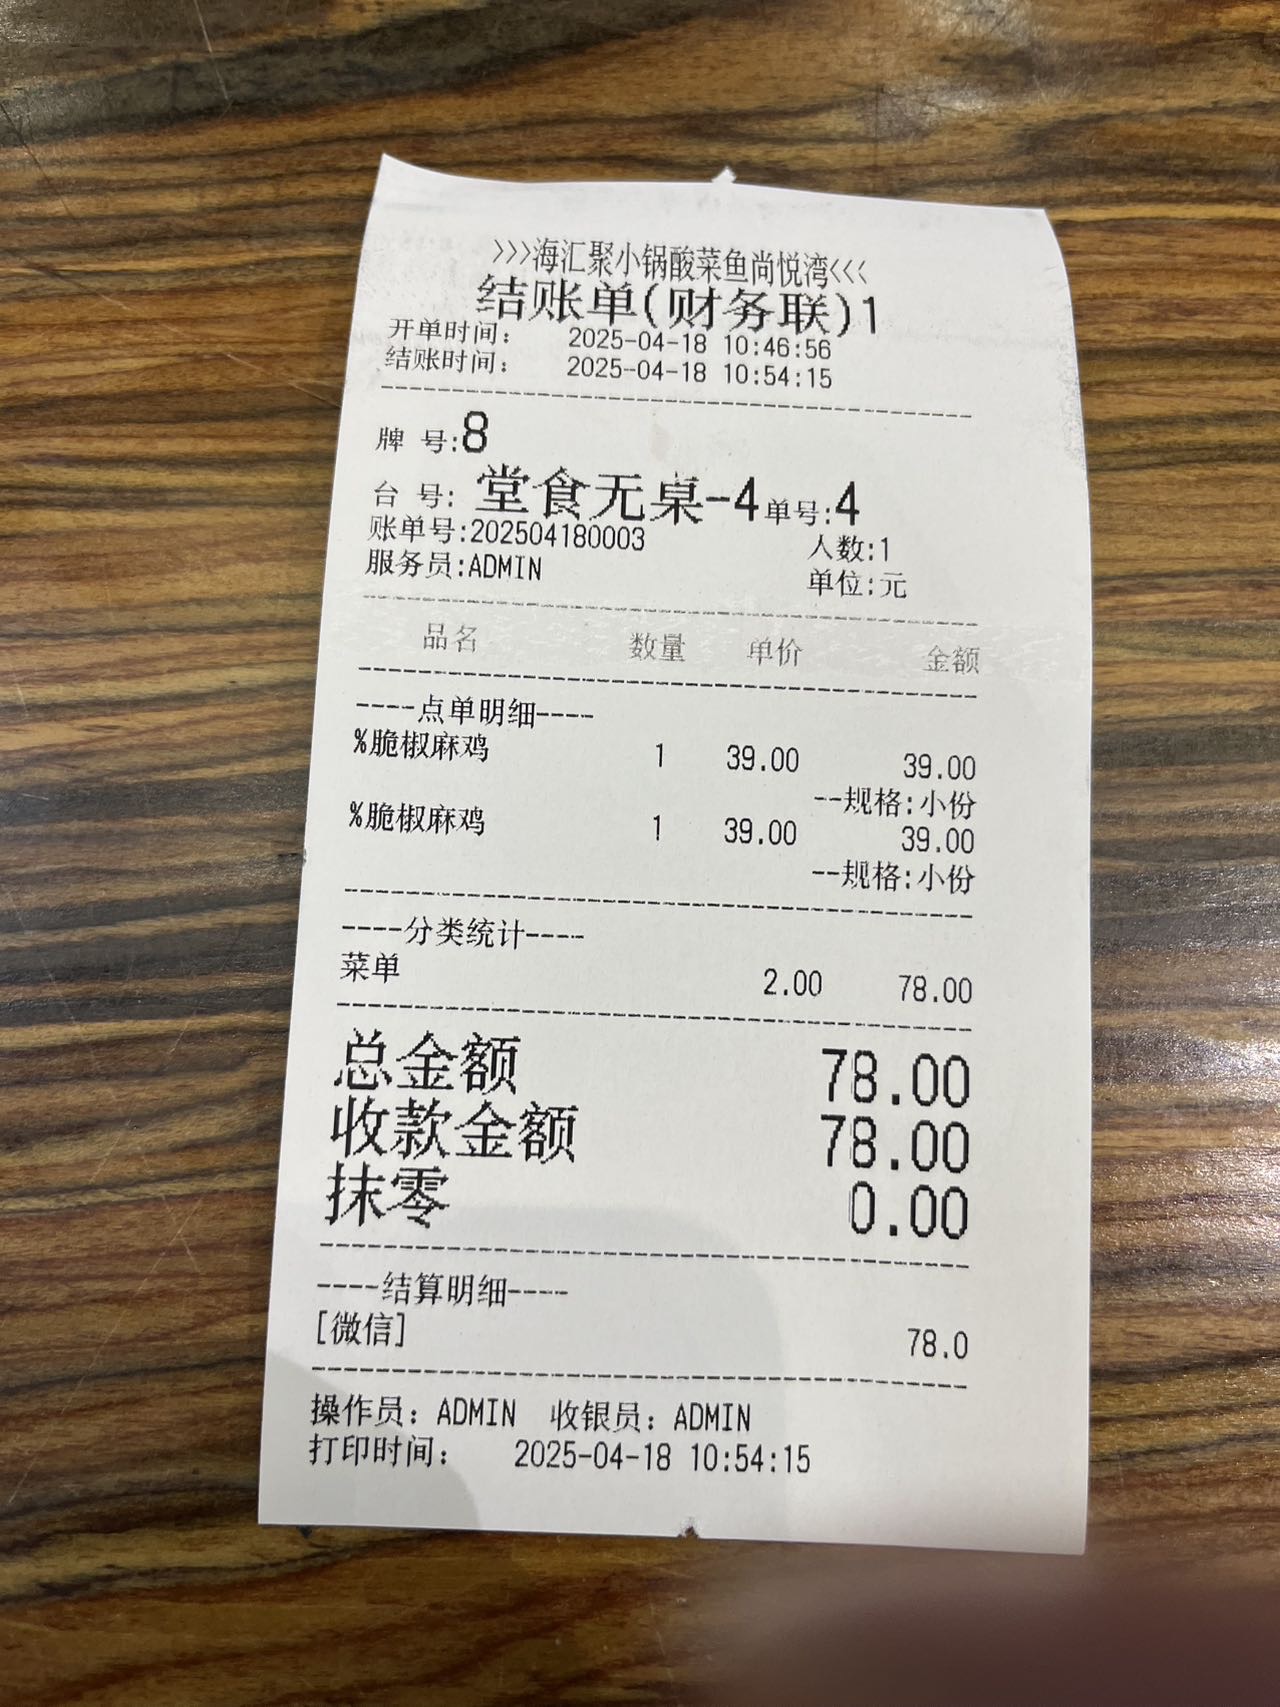 >>>海汇聚小锅酸菜鱼尚悦湾<<<
结账单(财务联)1
开单时间: 2025-04-18 10:46:56
结账时间: 2025-04-18 10:54:15
牌 号:8
台 号: 堂食无桌-4 单号:4
账单号:202504180003 人数:1
服务员:ADMIN 单位:元
品名 数量 单价 金额
----点单明细----
%脆椒麻鸡 1 39.00 39.00
--规格:小份
%脆椒麻鸡 1 39.00 39.00
--规格:小份
----分类统计----
菜单 2.00 78.00
总金额 78.00
收款金额 78.00
抹零 0.00
----结算明细----
[微信] 78.0
操作员: ADMIN 收银员: ADMIN
打印时间: 2025-04-18 10:54:15